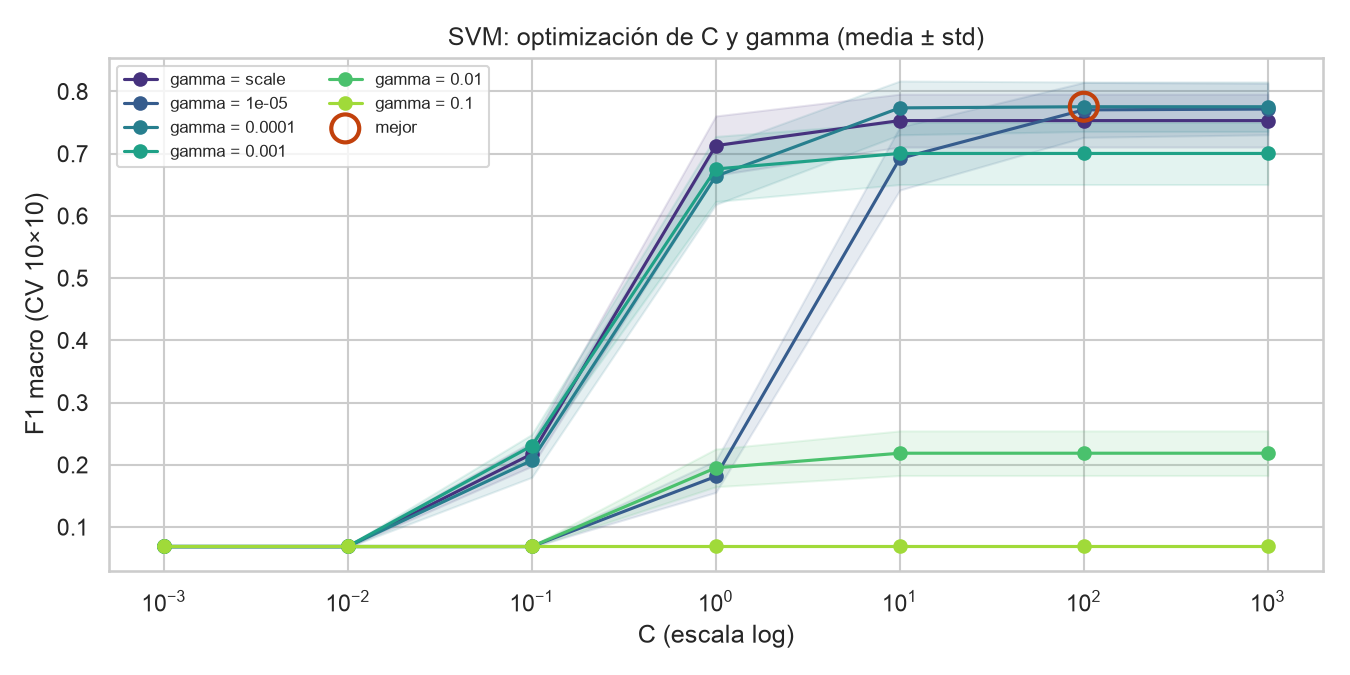 SVM: optimización de C y gamma (media ± std)
gamma = scale
gamma = 1e-05
gamma = 0.0001
gamma = 0.001
gamma = 0.01
gamma = 0.1
mejor
F1 macro (CV 10×10)
0.8
0.7
0.6
0.5
0.4
0.3
0.2
0.1
10⁻³ 10⁻² 10⁻¹ 10⁰ 10¹ 10² 10³
C (escala log)